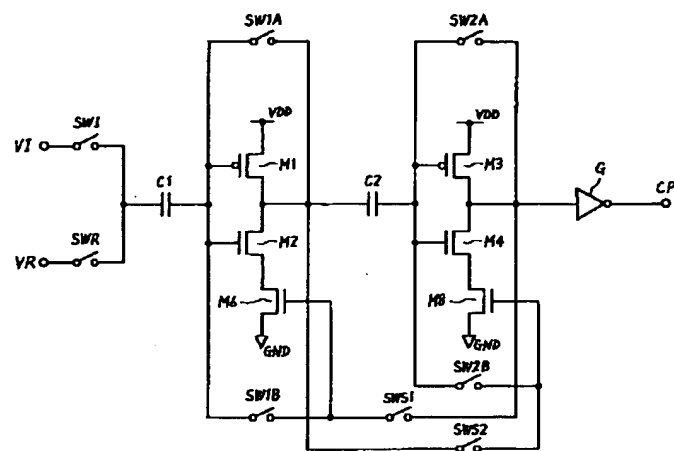 SW1A
SW2A
VDD
VDD
SWI
VI
C1
M1
C2
M3
G
CP
M2
M4
SWR
VR
M6
M8
GND
GND
SW2B
SW1B
SWS1
SWS2